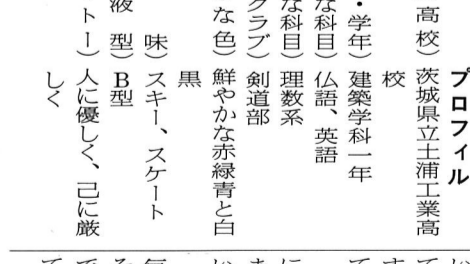 プロフィル
高校）茨城県立土浦工業高
校
・学年）建築学科一年
な科目）仏語、英語
な科目）理数系
クラブ）剣道部
な色）鮮やかな赤緑青と白
黒
味）スキー、スケート
液型）B型
トー）人に優しく、己に厳
しく